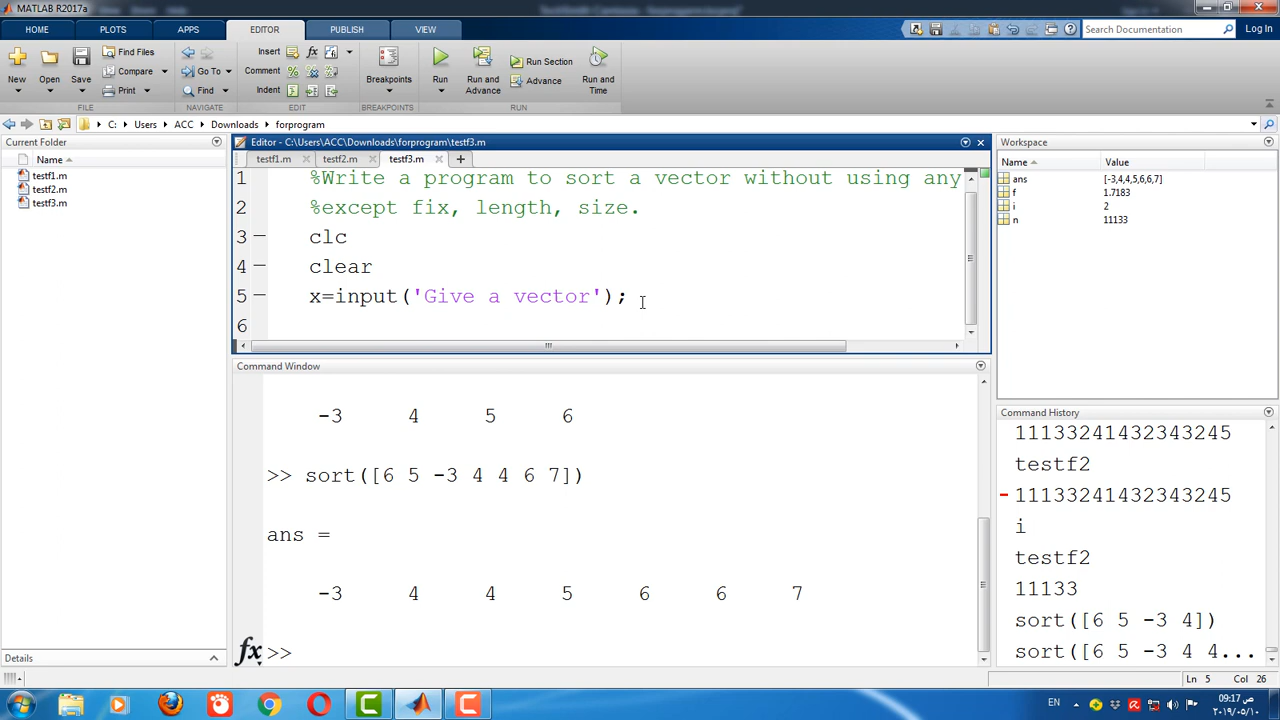 MATLAB R2017a
HOME PLOTS APPS EDITOR PUBLISH VIEW
Search Documentation
Log In
New Open Save
Find Files
Compare
Print
Go To
Find
Insert
Comment
Indent
Breakpoints
Run
Run and Advance
Run Section
Advance
Run and Time
FILE NAVIGATE EDIT BREAKPOINTS RUN
C: Users ACC Downloads forprogram
Current Folder
Name
testf1.m
testf2.m
testf3.m
Details
Editor - C:\Users\ACC\Downloads\forprogram\testf3.m
testf1.m testf2.m testf3.m
1 %Write a program to sort a vector without using any
2 %except fix, length, size.
3 clc
4 clear
5 x=input('Give a vector');
6
Command Window
-3 4 5 6
>> sort([6 5 -3 4 4 6 7])
ans =
-3 4 4 5 6 6 7
fx >>
Workspace
Name Value
ans [-3,4,4,5,6,6,7]
f 1.7183
i 2
n 11133
Command History
11133241432343245
testf2
11133241432343245
i
testf2
11133
sort([6 5 -3 4])
sort([6 5 -3 4 4...
Ln 5 Col 26
EN
09:17 ص
٢٠١٩/٠٥/١٠